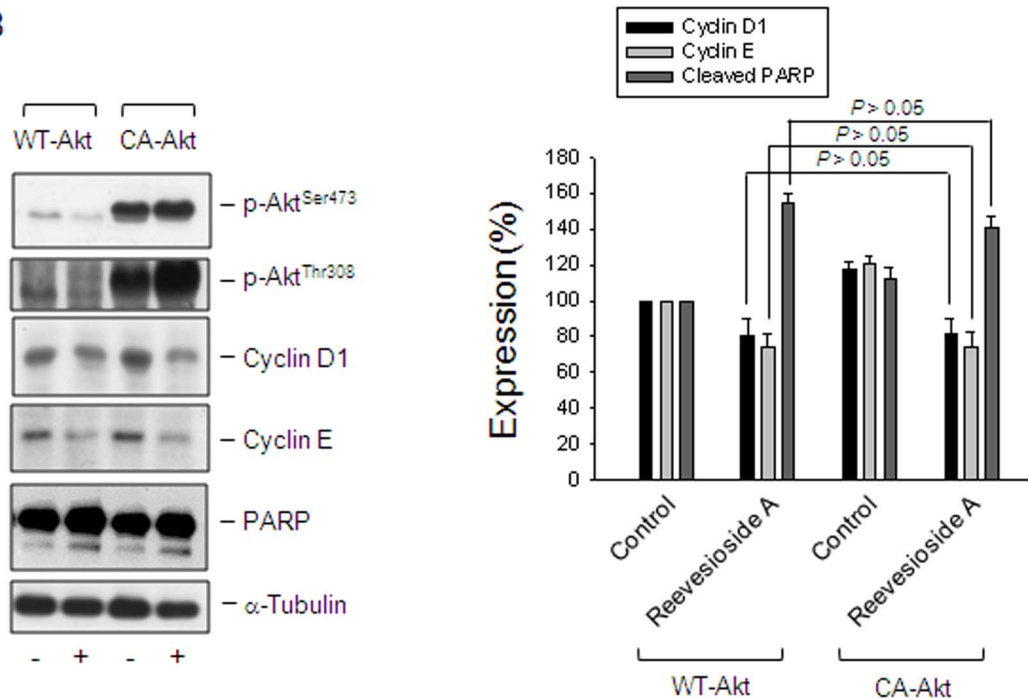 B
WT-Akt CA-Akt
– p-Akt^Ser473
– p-Akt^Thr308
– Cyclin D1
– Cyclin E
– PARP
– α-Tubulin
- + - +
Cyclin D1
Cyclin E
Cleaved PARP
P > 0.05
P > 0.05
P > 0.05
Expression (%)
180
160
140
120
100
80
60
40
20
0
Control Reevesioside A Control Reevesioside A
WT-Akt CA-Akt